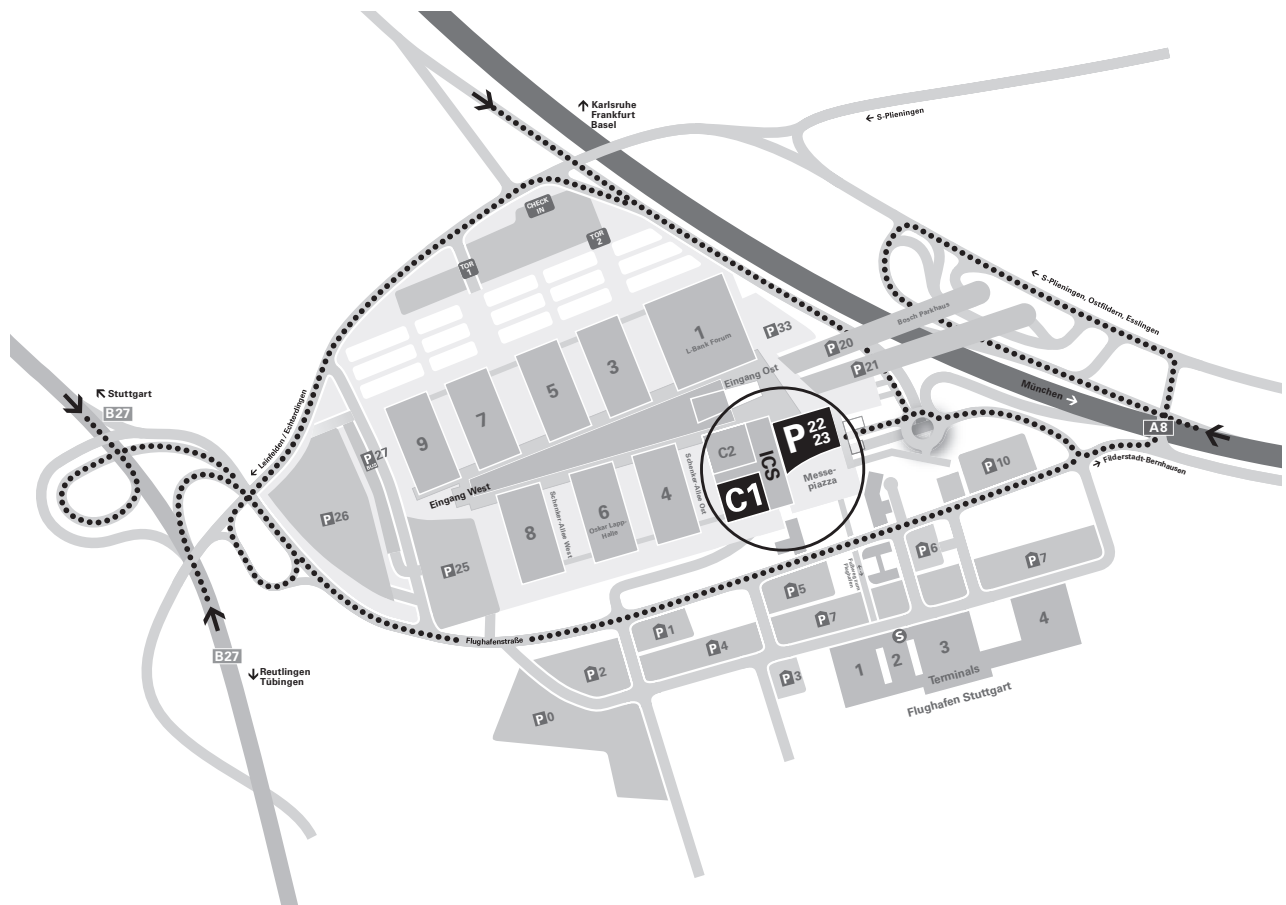 Karlsruhe
Frankfurt
Basel
S-Plieningen
CHECK
IN
TOR
2
TOR
1
S-Plieningen, Ostfildern, Esslingen
Bosch Parkhaus
P 33
P 20
P 21
1
L-Bank Forum
3
5
7
9
Eingang Ost
Stuttgart
B27
Leinfelden / Echterdingen
P 27
BUS
München
A8
Filderstadt-Bernhausen
P 22
23
C2
ICS
C1
Messe-
piazza
P 10
Eingang West
Schenker-Allee Ost
4
6
Oskar Lapp-
Halle
Schenker-Allee West
8
P 26
P 25
P 6
P 7
P 5
Fußweg zum
Flughafen
P 7
P 1
P 4
Flughafenstraße
P 2
P 3
P 0
S
1
2
3
4
Terminals
Flughafen Stuttgart
B27
Reutlingen
Tübingen